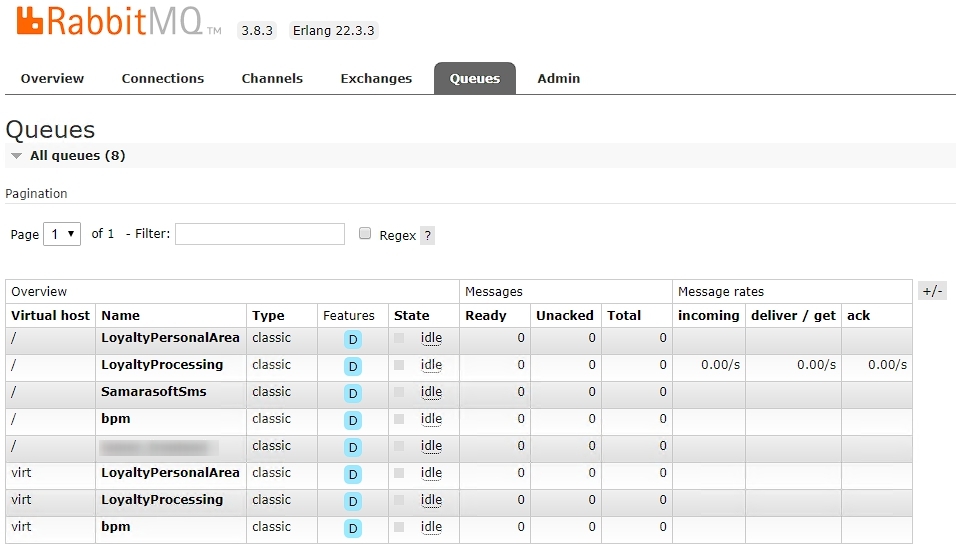 RabbitMQ TM 3.8.3 Erlang 22.3.3
Overview Connections Channels Exchanges Queues Admin
Queues
All queues (8)
Pagination
Page 1 of 1 - Filter: Regex ?
Overview Messages Message rates +/-
Virtual host Name Type Features State Ready Unacked Total incoming deliver / get ack
/ LoyaltyPersonalArea classic D idle 0 0 0
/ LoyaltyProcessing classic D idle 0 0 0 0.00/s 0.00/s 0.00/s
/ SamarasoftSms classic D idle 0 0 0
/ bpm classic D idle 0 0 0
/ classic D idle 0 0 0
virt LoyaltyPersonalArea classic D idle 0 0 0
virt LoyaltyProcessing classic D idle 0 0 0
virt bpm classic D idle 0 0 0